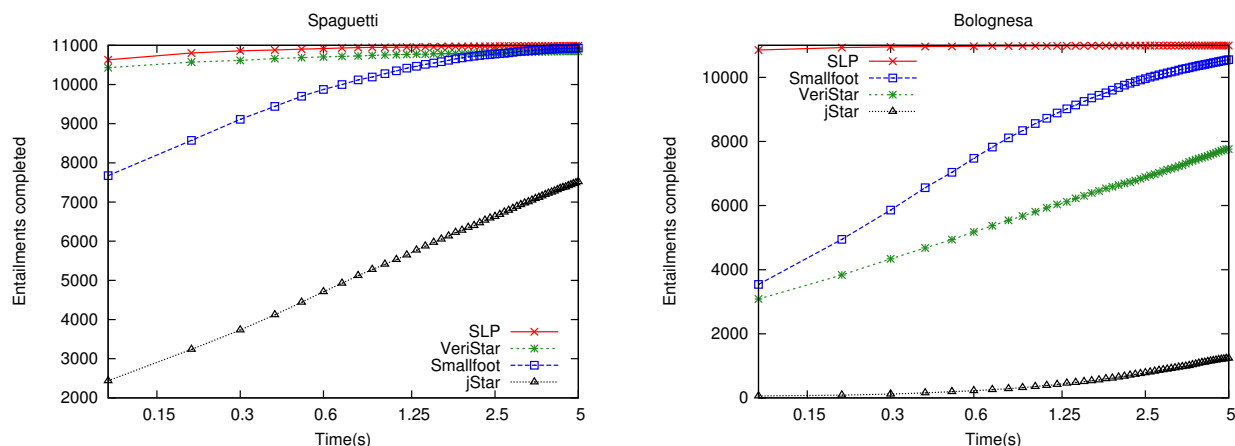 Spaguetti
11000
10000
9000
8000
7000
6000
5000
4000
3000
2000
Entailments completed
SLP
VeriStar
Smallfoot
jStar
0.15 0.3 0.6 1.25 2.5 5
Time(s)
Bolognesa
10000
8000
6000
4000
2000
0
Entailments completed
SLP
Smallfoot
VeriStar
jStar
0.15 0.3 0.6 1.25 2.5 5
Time(s)